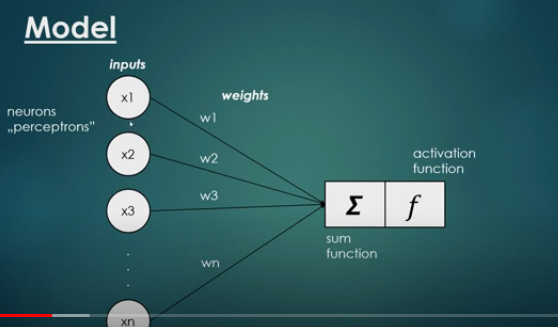 Model
inputs
x1
weights
neurons
„perceptrons”
w1
x2
w2
activation
function
x3
w3
Σ
f
sum
function
.
.
.
wn
xn